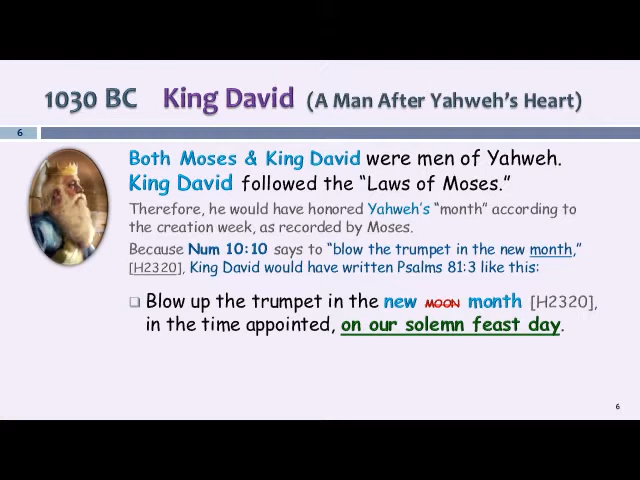 1030 BC King David (A Man After Yahweh's Heart)
6
Both Moses & King David were men of Yahweh.
King David followed the “Laws of Moses.”
Therefore, he would have honored Yahweh's “month” according to
the creation week, as recorded by Moses.
Because Num 10:10 says to “blow the trumpet in the new month,”
[H2320], King David would have written Psalms 81:3 like this:
❑ Blow up the trumpet in the new MOON month [H2320],
in the time appointed, on our solemn feast day.
6